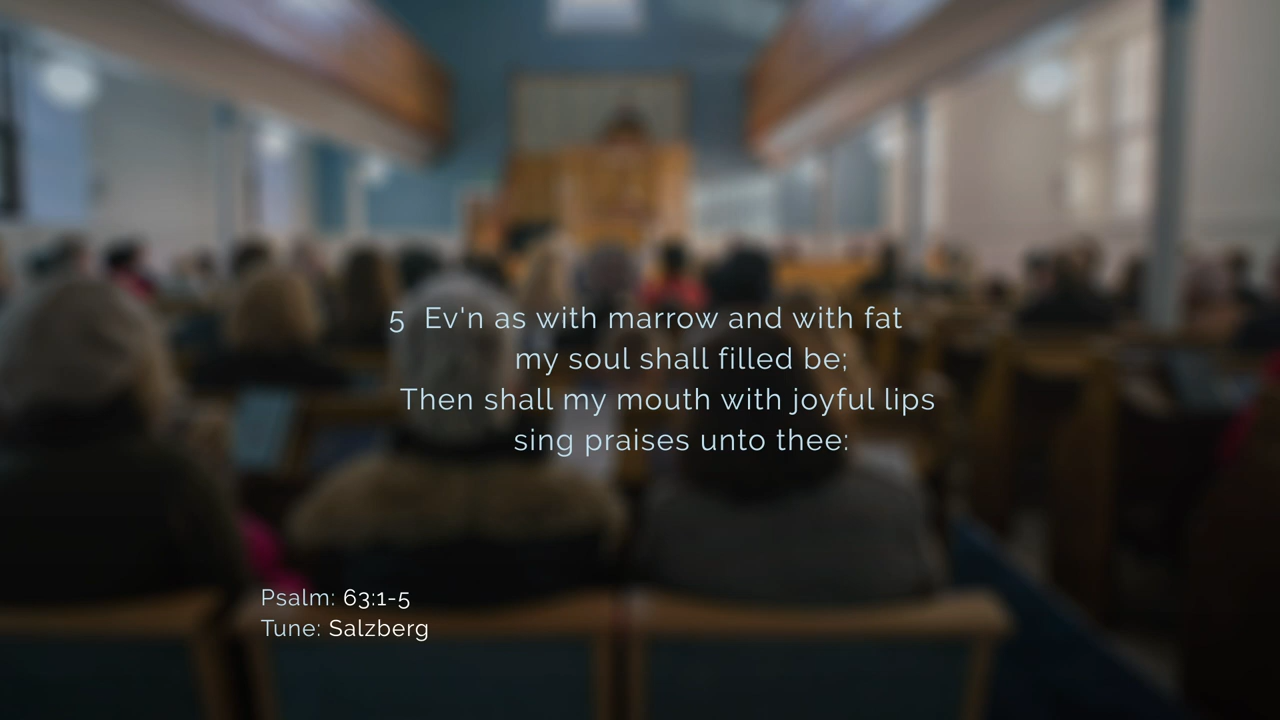 5 Ev'n as with marrow and with fat
my soul shall filled be;
Then shall my mouth with joyful lips
sing praises unto thee:
Psalm: 63:1-5
Tune: Salzberg